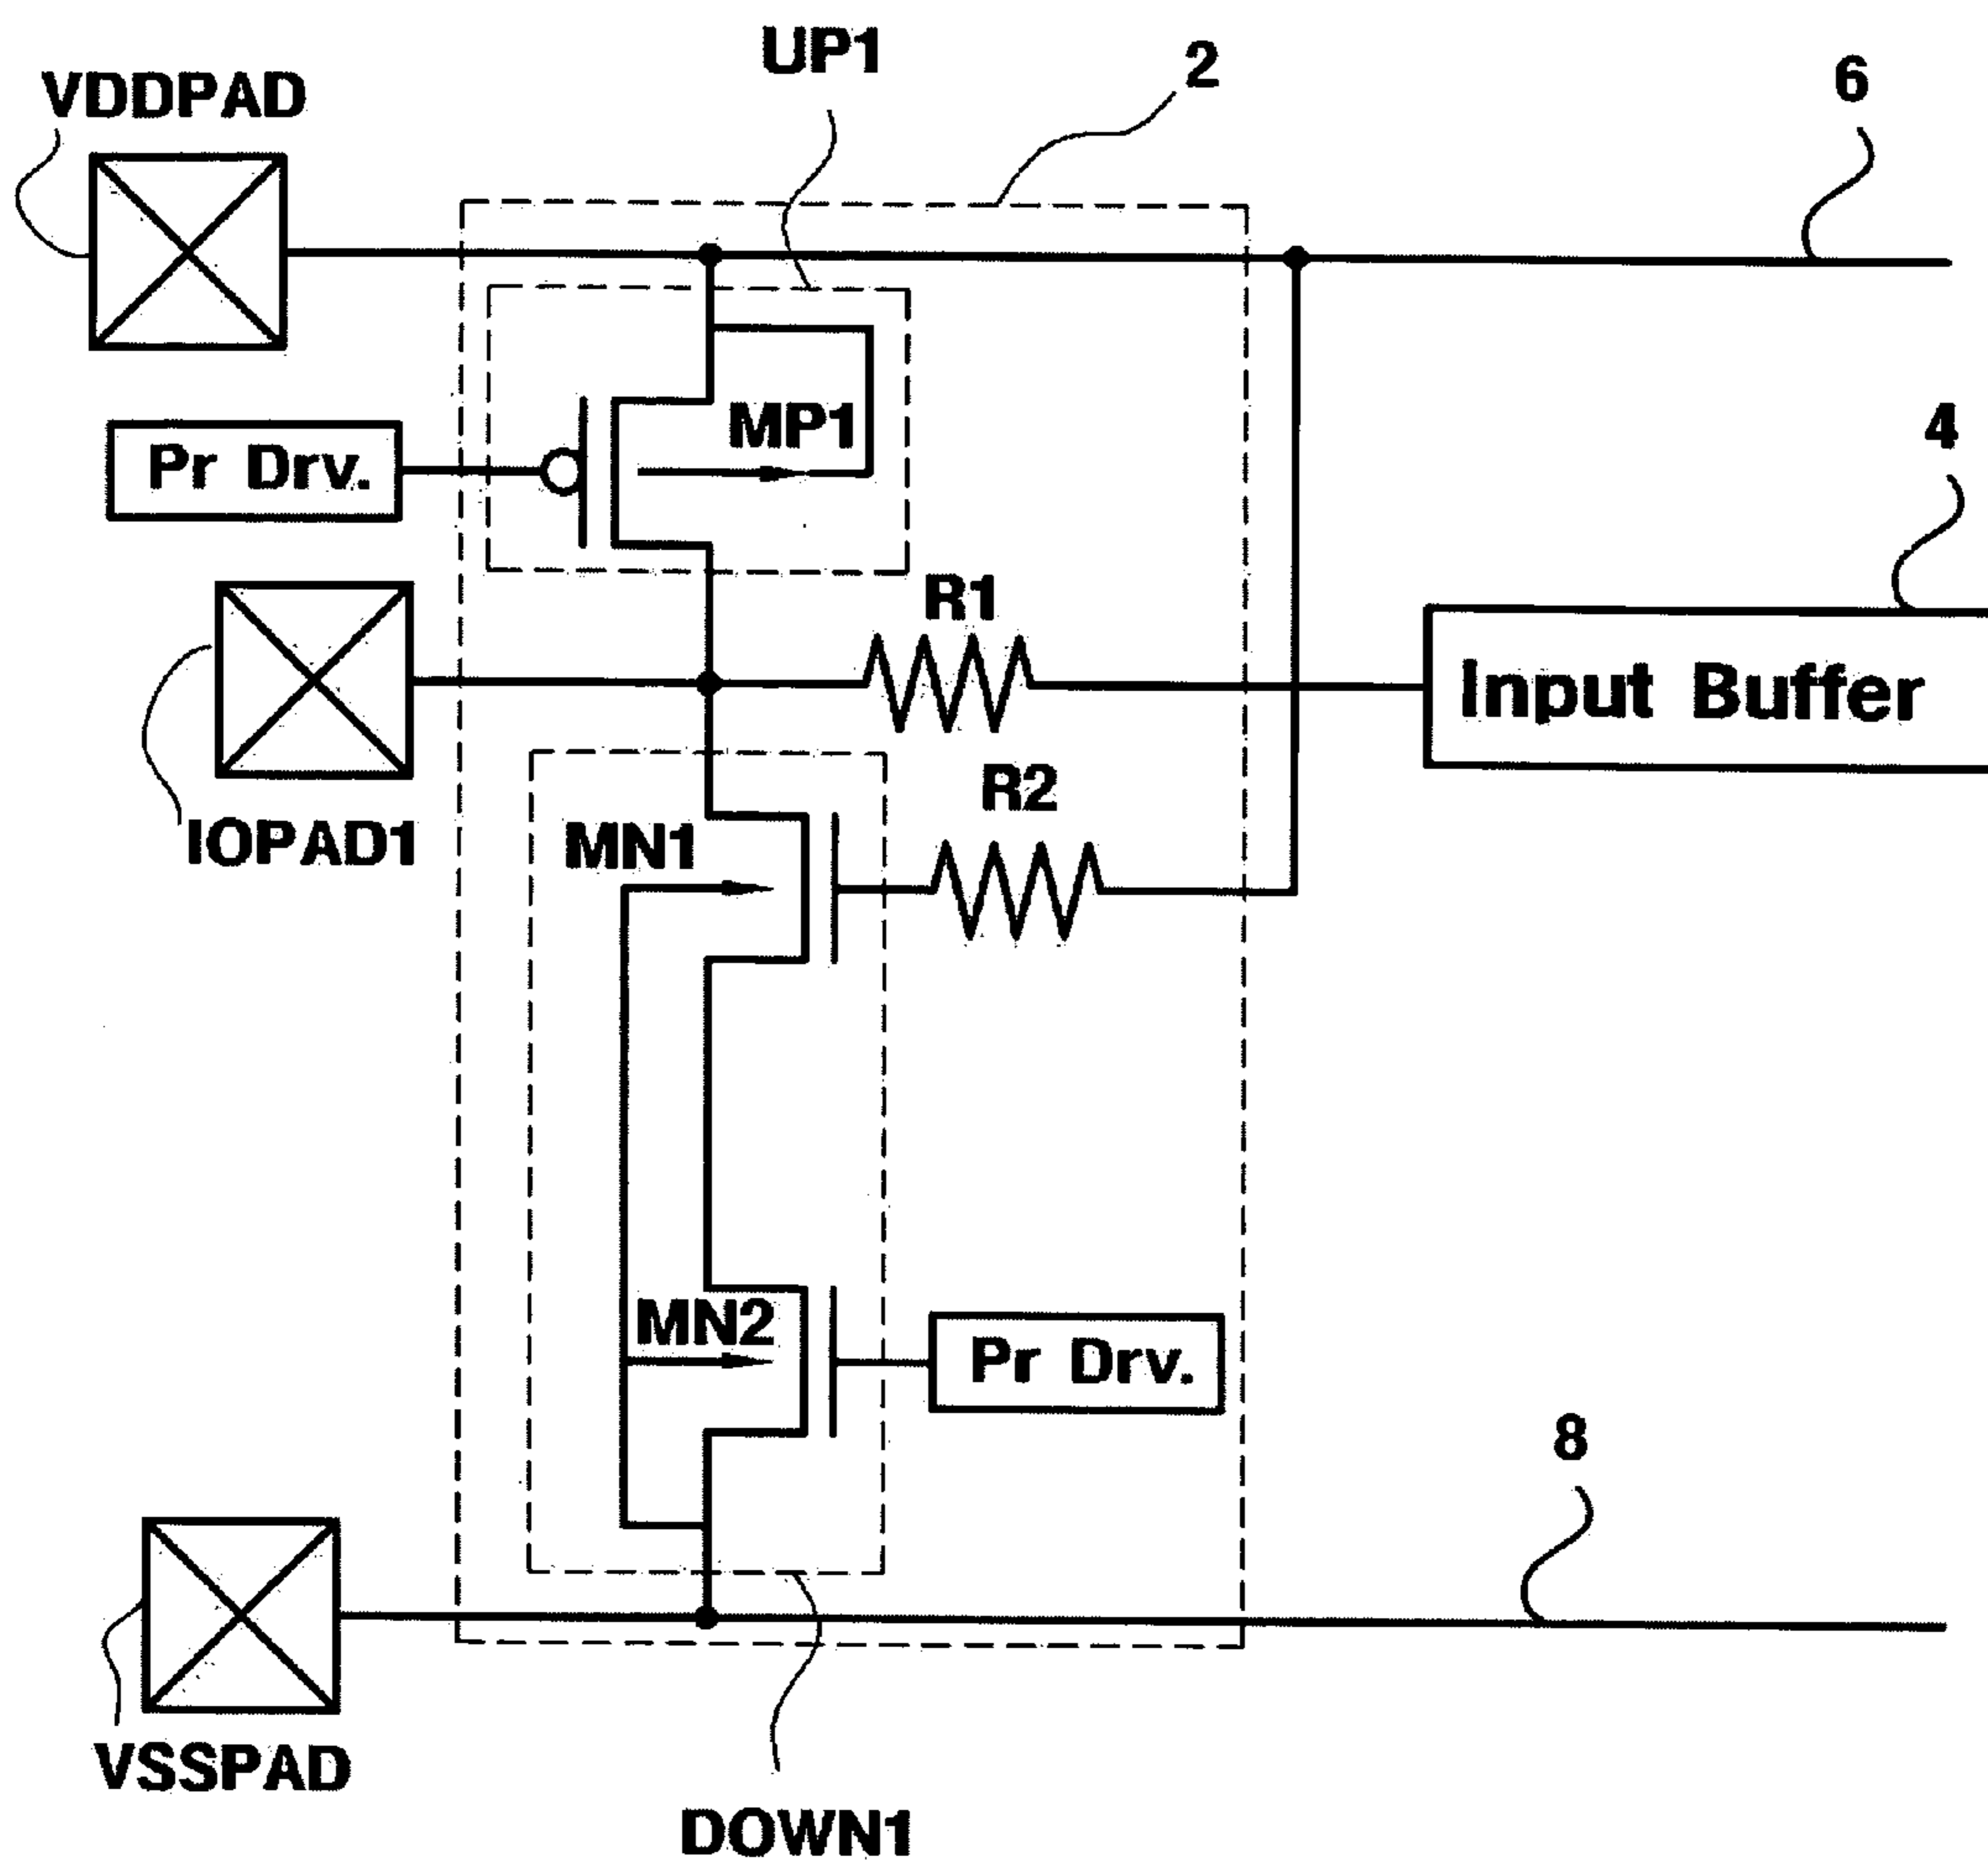 UP1
2
6
VDDPAD
4
MP1
Pr Drv.
R1
Input Buffer
R2
IOPAD1
MN1
MN2
Pr Drv.
8
VSSPAD
DOWN1